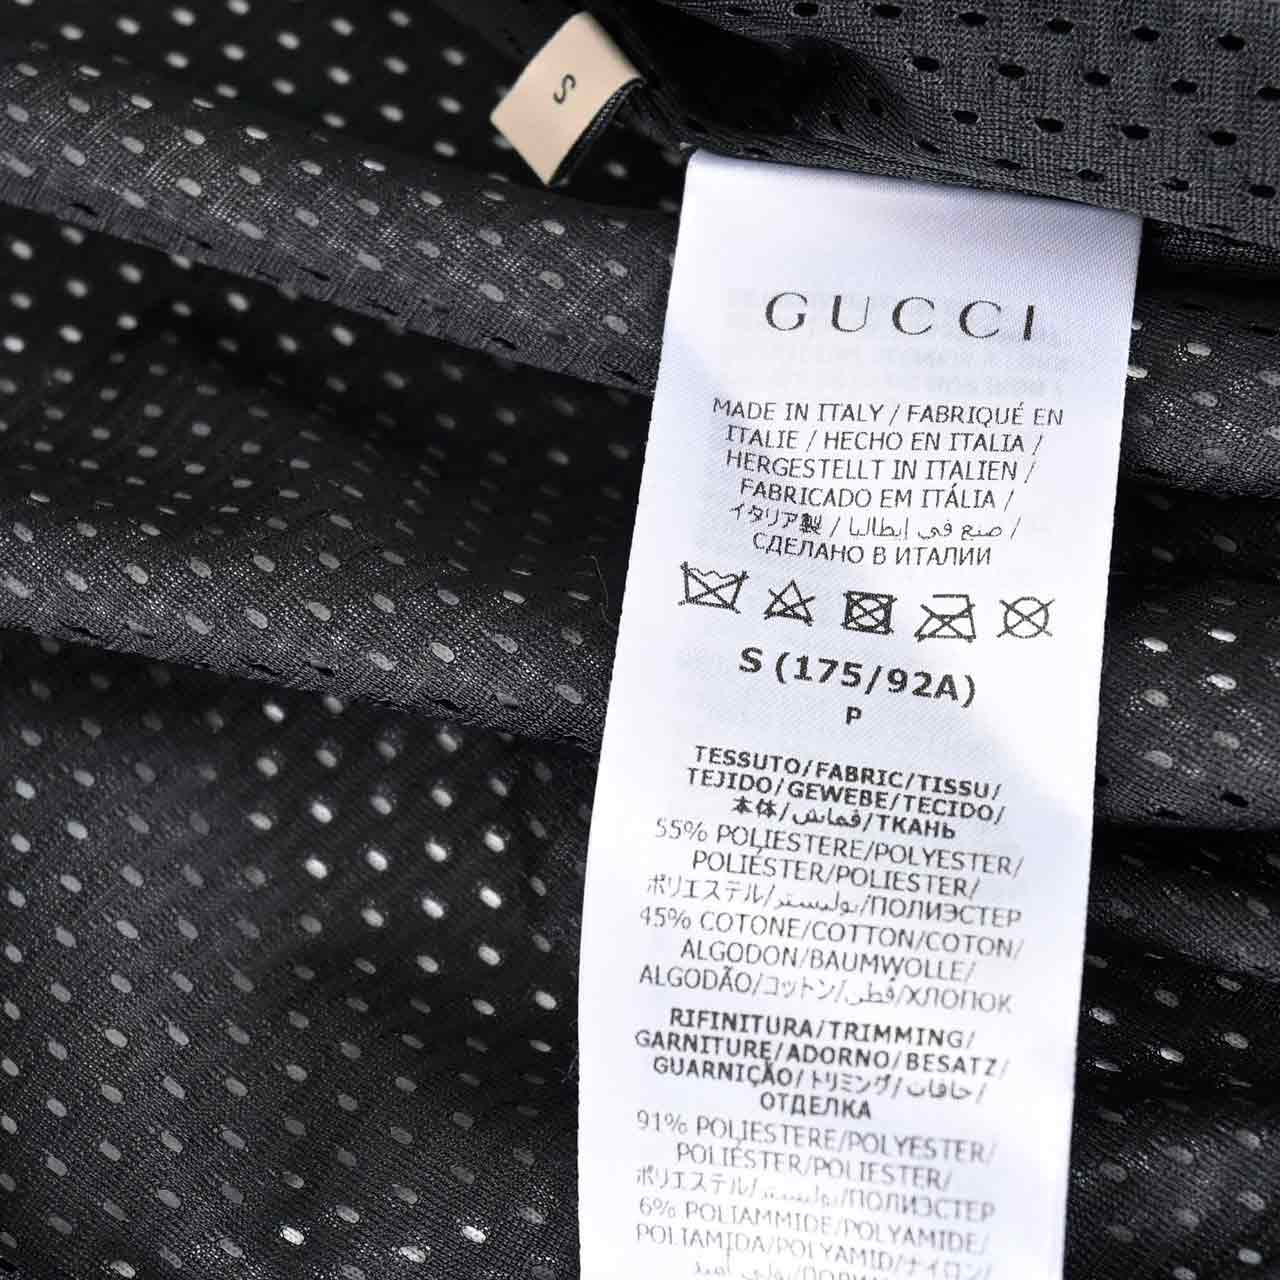 S
GUCCI
MADE IN ITALY / FABRIQUÉ EN
ITALIE / HECHO EN ITALIA /
HERGESTELLT IN ITALIEN /
FABRICADO EM ITÁLIA /
イタリア製 / صنع في إيطاليا /
СДЕЛАНО В ИТАЛИИ
S (175/92A)
P
TESSUTO/FABRIC/TISSU/
TEJIDO/GEWEBE/TECIDO/
本体/قماش/ТКАНЬ
55% POLIESTERE/POLYESTER/
POLIÉSTER/POLIESTER/
ポリエステル/بوليستر/ПОЛИЭСТЕР
45% COTONE/COTTON/COTON/
ALGODON/BAUMWOLLE/
ALGODÃO/コットン/قطن/ХЛОПОК
RIFINITURA/TRIMMING/
GARNITURE/ADORNO/BESATZ/
GUARNIÇÃO/トリミング/حافات/
ОТДЕЛКА
91% POLIESTERE/POLYESTER/
POLIÉSTER/POLIESTER/
ポリエステル/بوليستر/ПОЛИЭСТЕР
6% POLIAMMIDE/POLYAMIDE/
POLIAMIDA/POLYAMID/ナイロン/